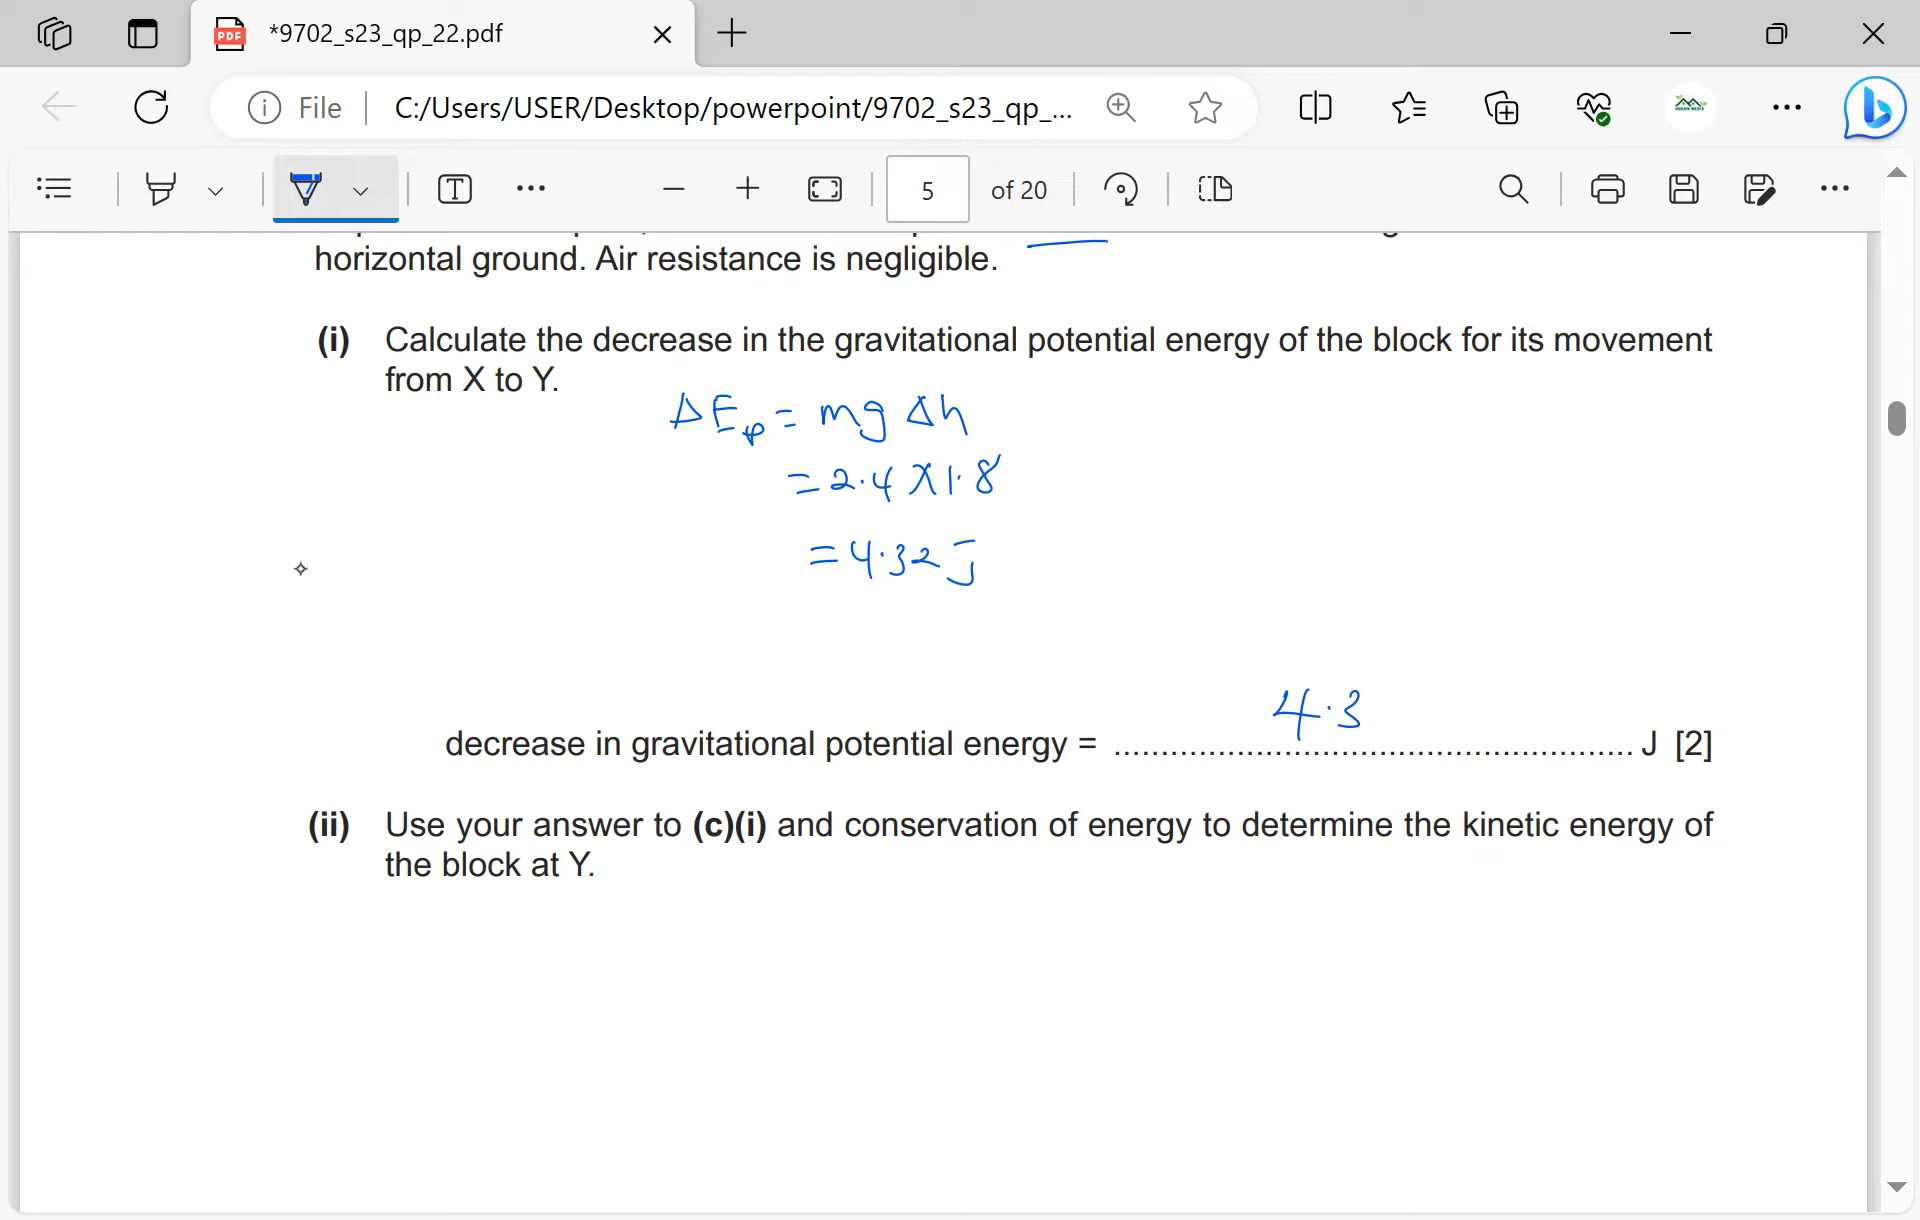 *9702_s23_qp_22.pdf
File
C:/Users/USER/Desktop/powerpoint/9702_s23_qp_...
5
of 20
horizontal ground. Air resistance is negligible.
(i) Calculate the decrease in the gravitational potential energy of the block for its movement
from X to Y.
ΔEp = mg Δh
= 2.4 × 1.8
= 4.32 J
4.3
decrease in gravitational potential energy = ...................................................... J [2]
(ii) Use your answer to (c)(i) and conservation of energy to determine the kinetic energy of
the block at Y.